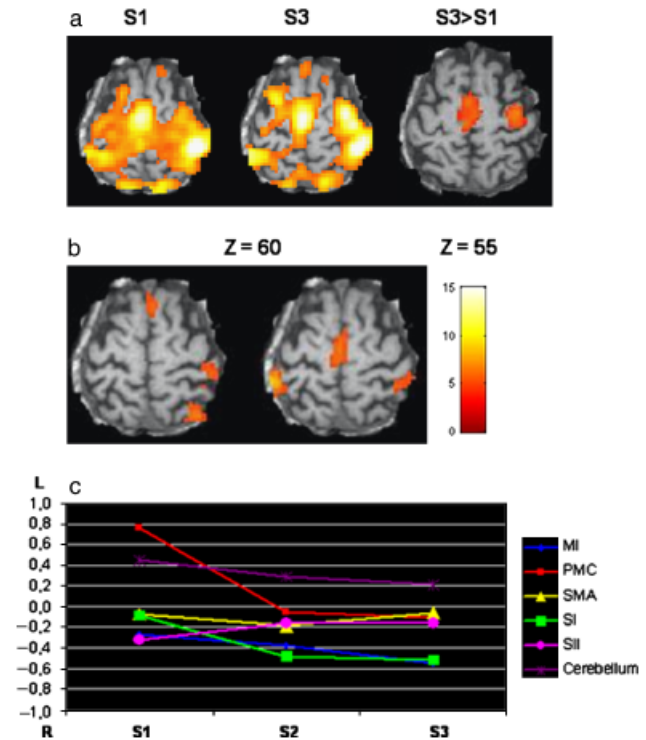 a
S1 S3 S3>S1
b
Z = 60 Z = 55
15
10
5
0
c
L
1,0
0,8
0,6
0,4
0,2
0,0
−0,2
−0,4
−0,6
−0,8
−1,0
R
S1 S2 S3
MI
PMC
SMA
SI
SII
Cerebellum